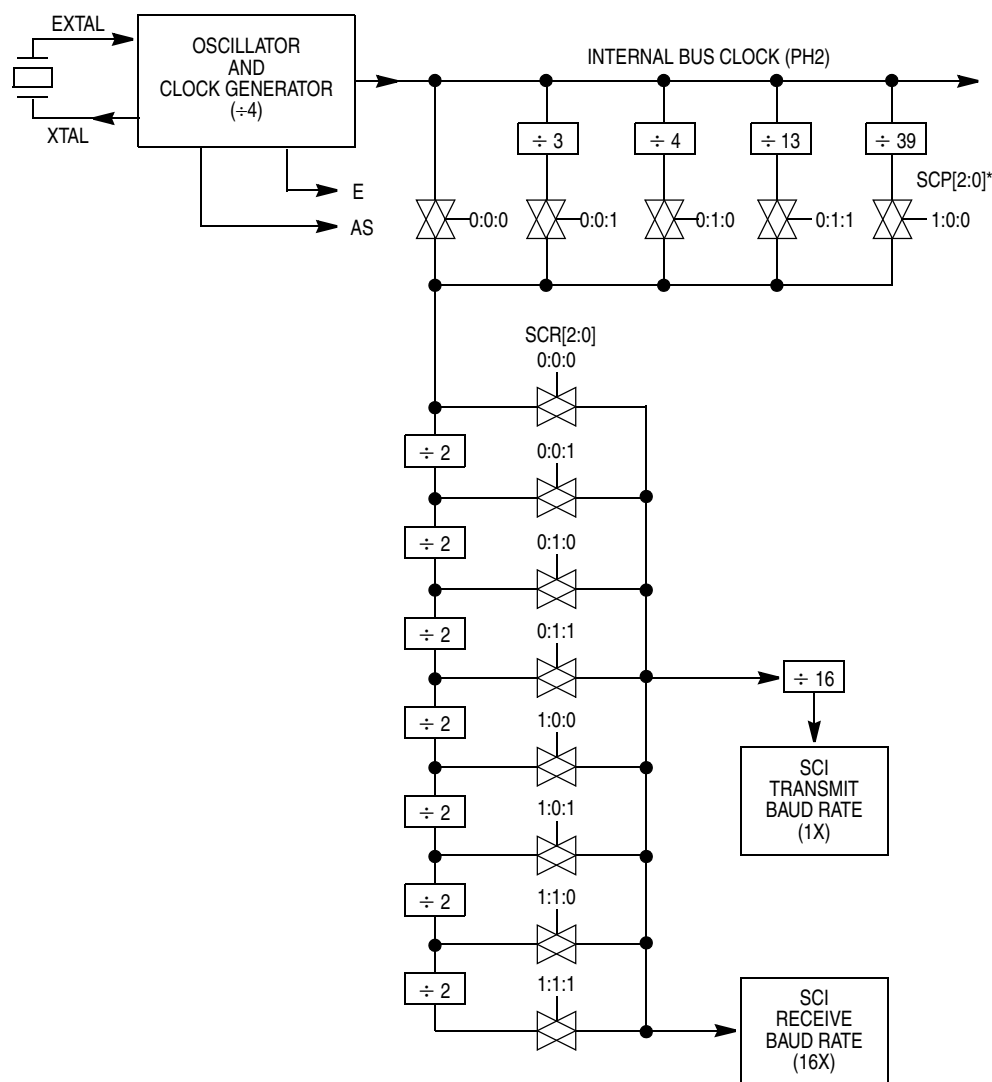 EXTAL
XTAL
OSCILLATOR
AND
CLOCK GENERATOR
(÷4)
E
AS
INTERNAL BUS CLOCK (PH2)
÷ 3
÷ 4
÷ 13
÷ 39
SCP[2:0]*
0:0:0
0:0:1
0:1:0
0:1:1
1:0:0
SCR[2:0]
0:0:0
÷ 2
0:0:1
÷ 2
0:1:0
÷ 2
0:1:1
÷ 16
÷ 2
1:0:0
SCI
TRANSMIT
BAUD RATE
(1X)
÷ 2
1:0:1
÷ 2
1:1:0
÷ 2
1:1:1
SCI
RECEIVE
BAUD RATE
(16X)